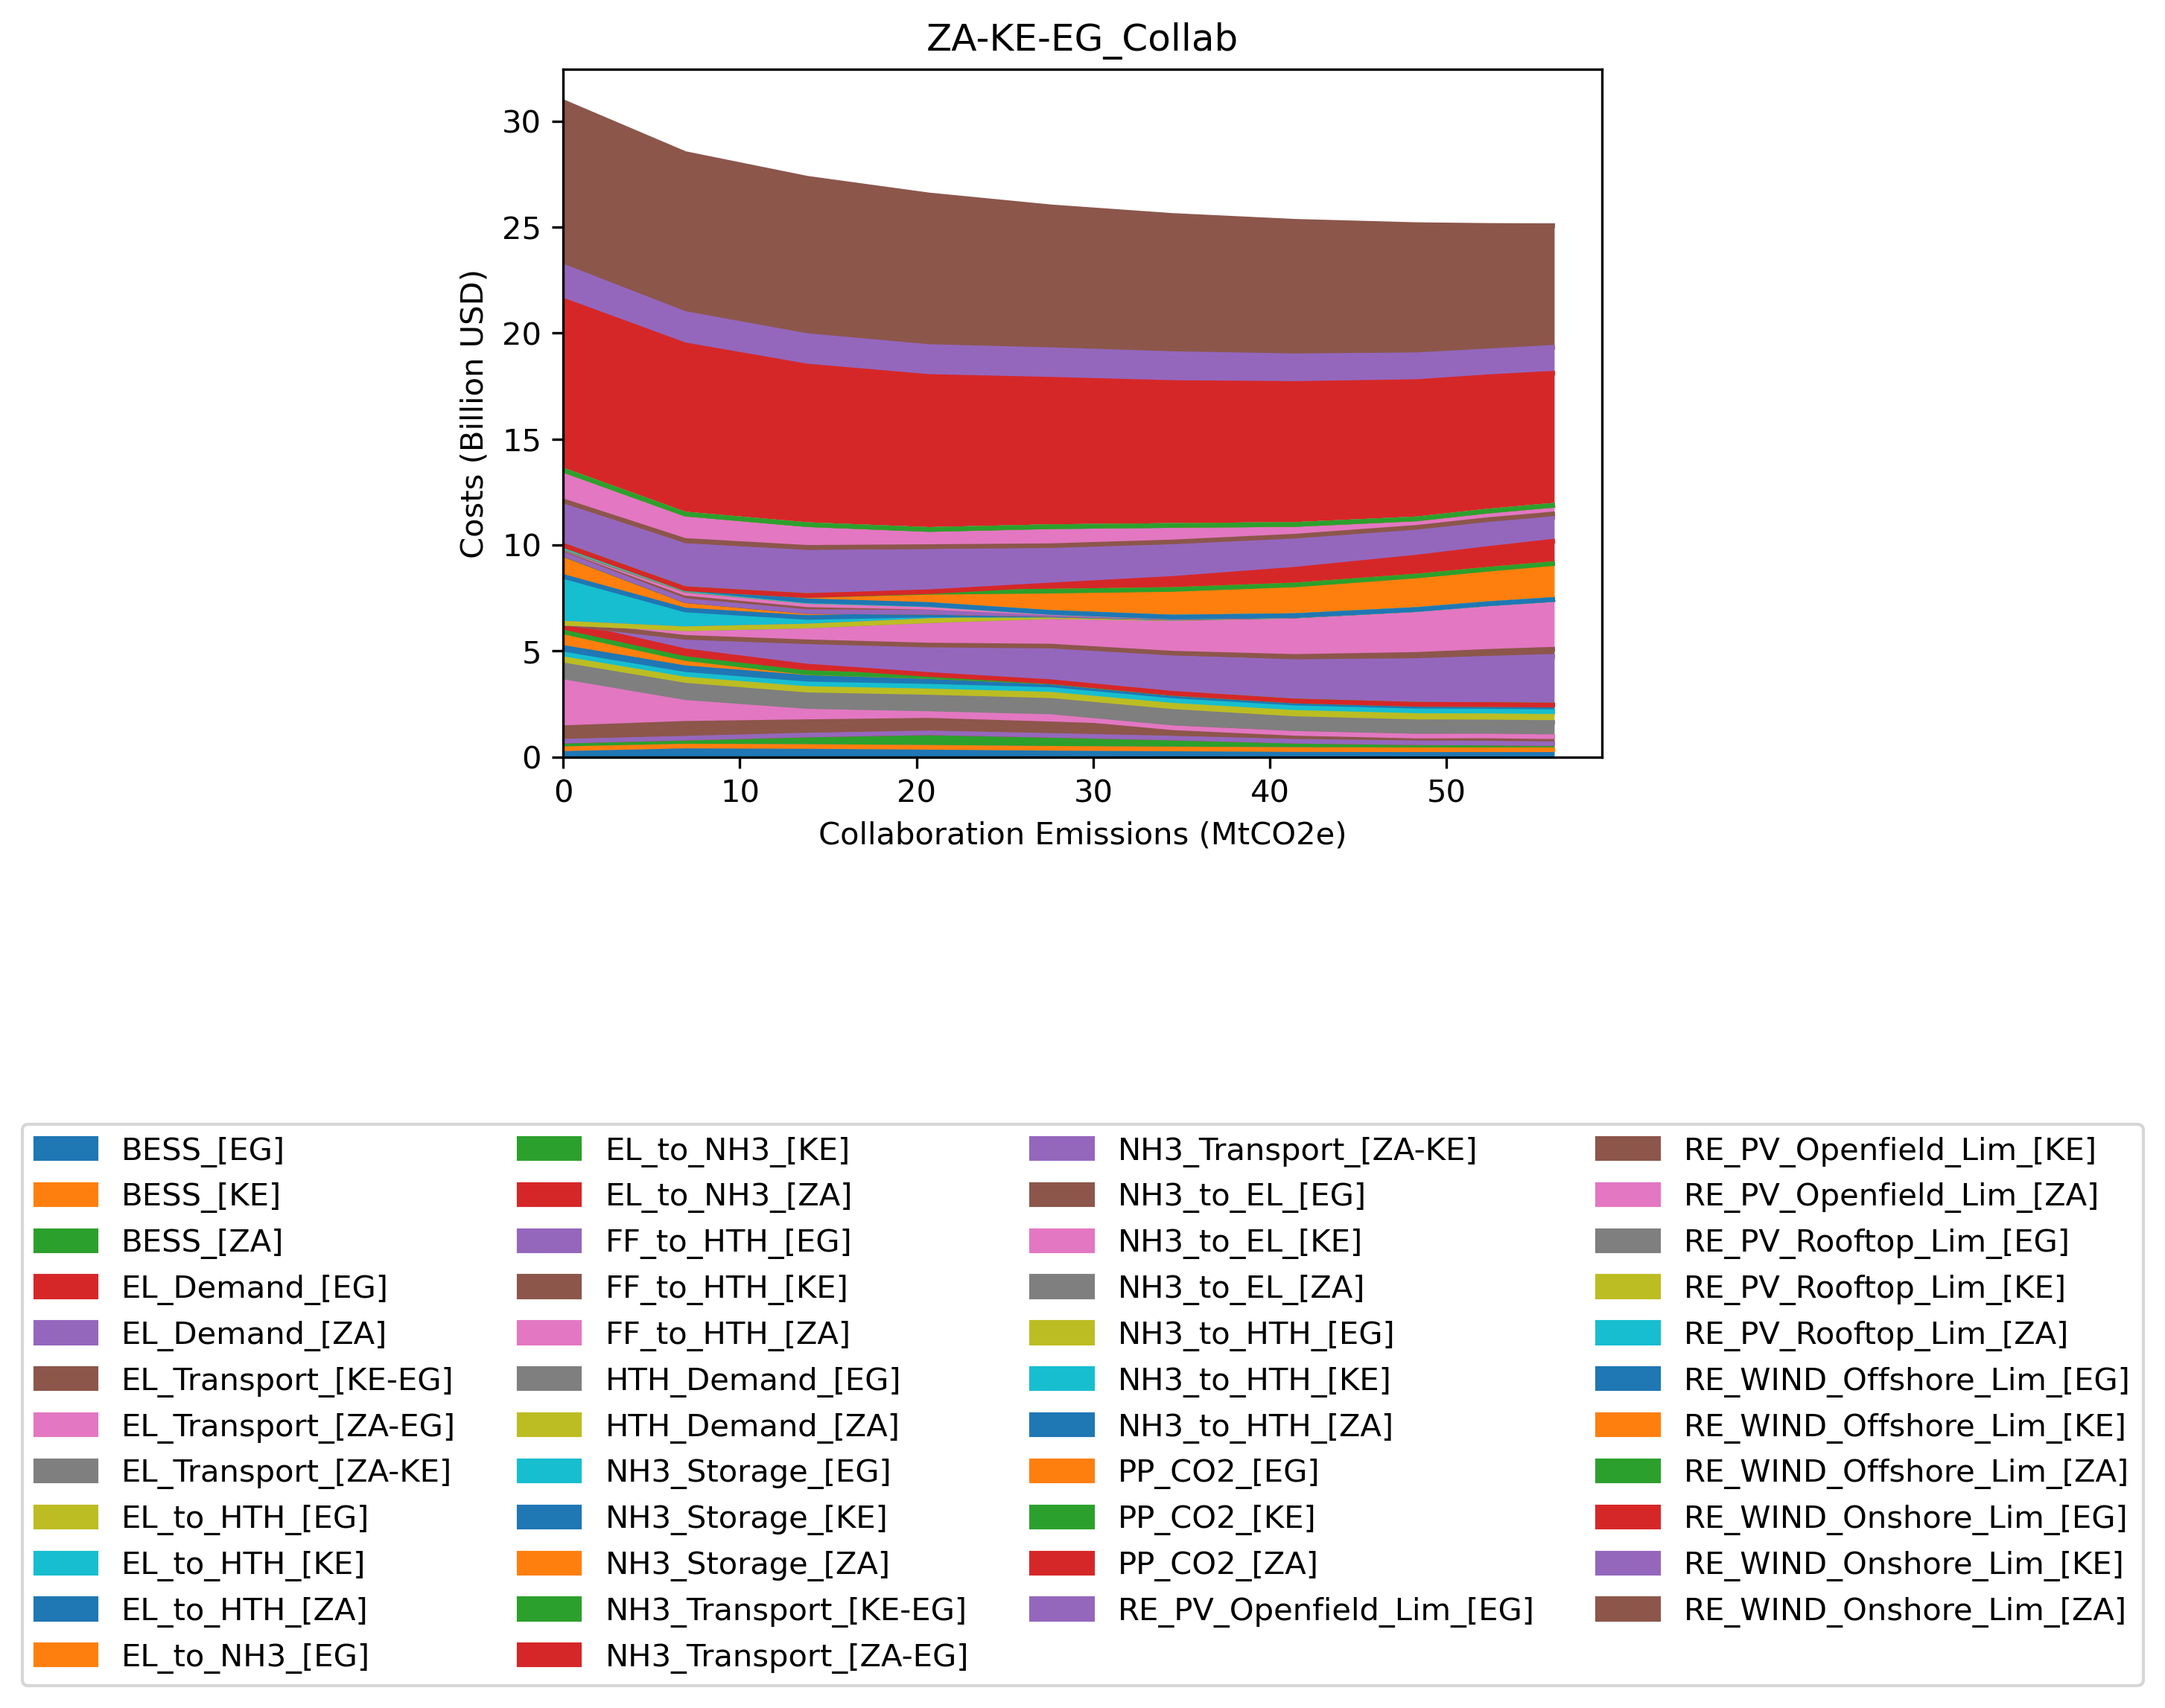 ZA-KE-EG_Collab
Costs (Billion USD)
30
25
20
15
10
5
0
0 10 20 30 40 50
Collaboration Emissions (MtCO2e)
BESS_[EG]
BESS_[KE]
BESS_[ZA]
EL_Demand_[EG]
EL_Demand_[ZA]
EL_Transport_[KE-EG]
EL_Transport_[ZA-EG]
EL_Transport_[ZA-KE]
EL_to_HTH_[EG]
EL_to_HTH_[KE]
EL_to_HTH_[ZA]
EL_to_NH3_[EG]
EL_to_NH3_[KE]
EL_to_NH3_[ZA]
FF_to_HTH_[EG]
FF_to_HTH_[KE]
FF_to_HTH_[ZA]
HTH_Demand_[EG]
HTH_Demand_[ZA]
NH3_Storage_[EG]
NH3_Storage_[KE]
NH3_Storage_[ZA]
NH3_Transport_[KE-EG]
NH3_Transport_[ZA-EG]
NH3_Transport_[ZA-KE]
NH3_to_EL_[EG]
NH3_to_EL_[KE]
NH3_to_EL_[ZA]
NH3_to_HTH_[EG]
NH3_to_HTH_[KE]
NH3_to_HTH_[ZA]
PP_CO2_[EG]
PP_CO2_[KE]
PP_CO2_[ZA]
RE_PV_Openfield_Lim_[EG]
RE_PV_Openfield_Lim_[KE]
RE_PV_Openfield_Lim_[ZA]
RE_PV_Rooftop_Lim_[EG]
RE_PV_Rooftop_Lim_[KE]
RE_PV_Rooftop_Lim_[ZA]
RE_WIND_Offshore_Lim_[EG]
RE_WIND_Offshore_Lim_[KE]
RE_WIND_Offshore_Lim_[ZA]
RE_WIND_Onshore_Lim_[EG]
RE_WIND_Onshore_Lim_[KE]
RE_WIND_Onshore_Lim_[ZA]